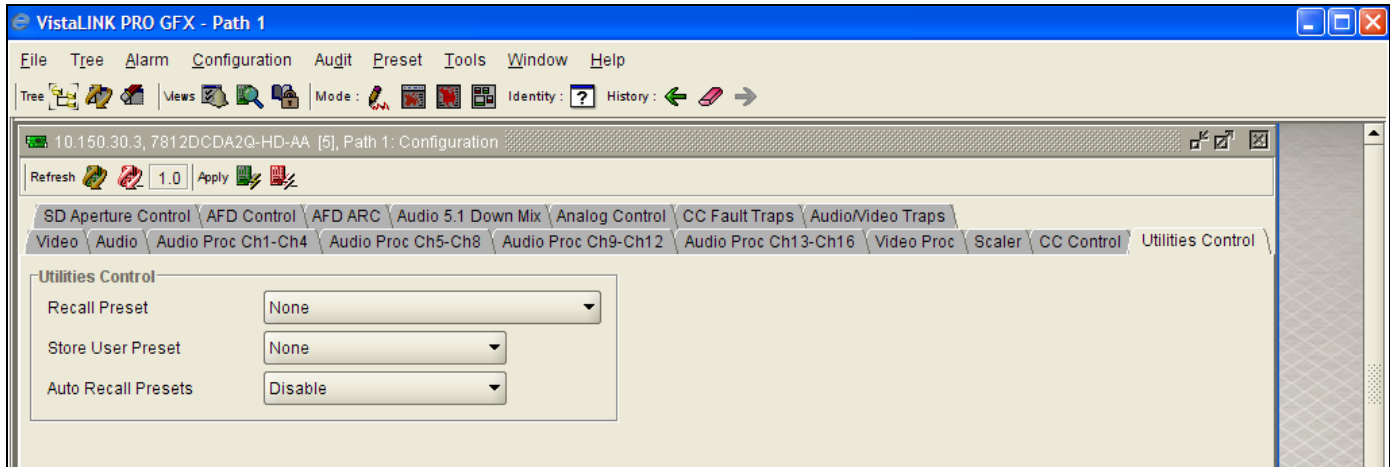 VistaLINK PRO GFX - Path 1
File Tree Alarm Configuration Audit Preset Tools Window Help
Tree Views Mode : Identity : ? History :
10.150.30.3, 7812DCDA2Q-HD-AA [5], Path 1: Configuration
Refresh 1.0 Apply
SD Aperture Control AFD Control AFD ARC Audio 5.1 Down Mix Analog Control CC Fault Traps Audio/Video Traps
Video Audio Audio Proc Ch1-Ch4 Audio Proc Ch5-Ch8 Audio Proc Ch9-Ch12 Audio Proc Ch13-Ch16 Video Proc Scaler CC Control Utilities Control
Utilities Control
Recall Preset None
Store User Preset None
Auto Recall Presets Disable